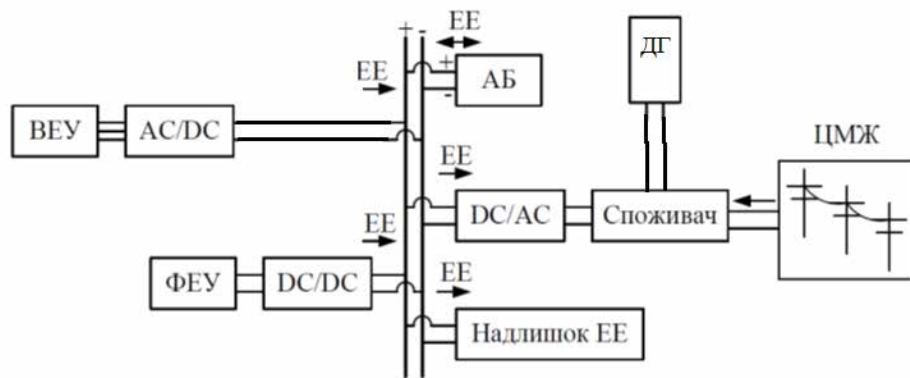 + -
ЕЕ
ДГ
ЕЕ
+
АБ
-
ЦМЖ
ВЕУ
AC/DC
ЕЕ
DC/AC
Споживач
ЕЕ
ФЕУ
DC/DC
ЕЕ
Надлишок ЕЕ